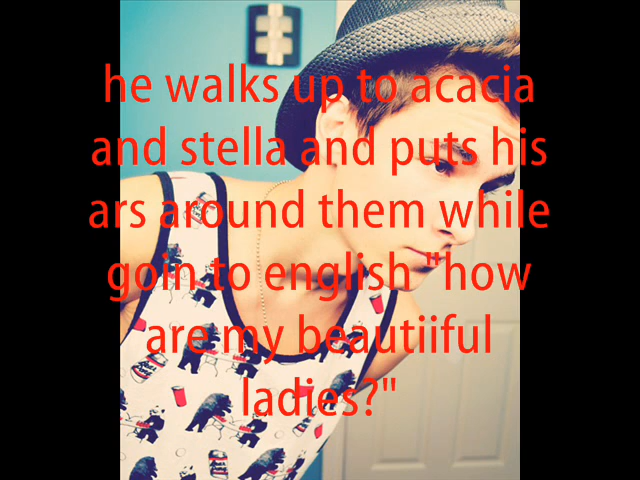 he walks up to acacia
and stella and puts his
ars around them while
goin to english "how
are my beautiiful
ladies?"